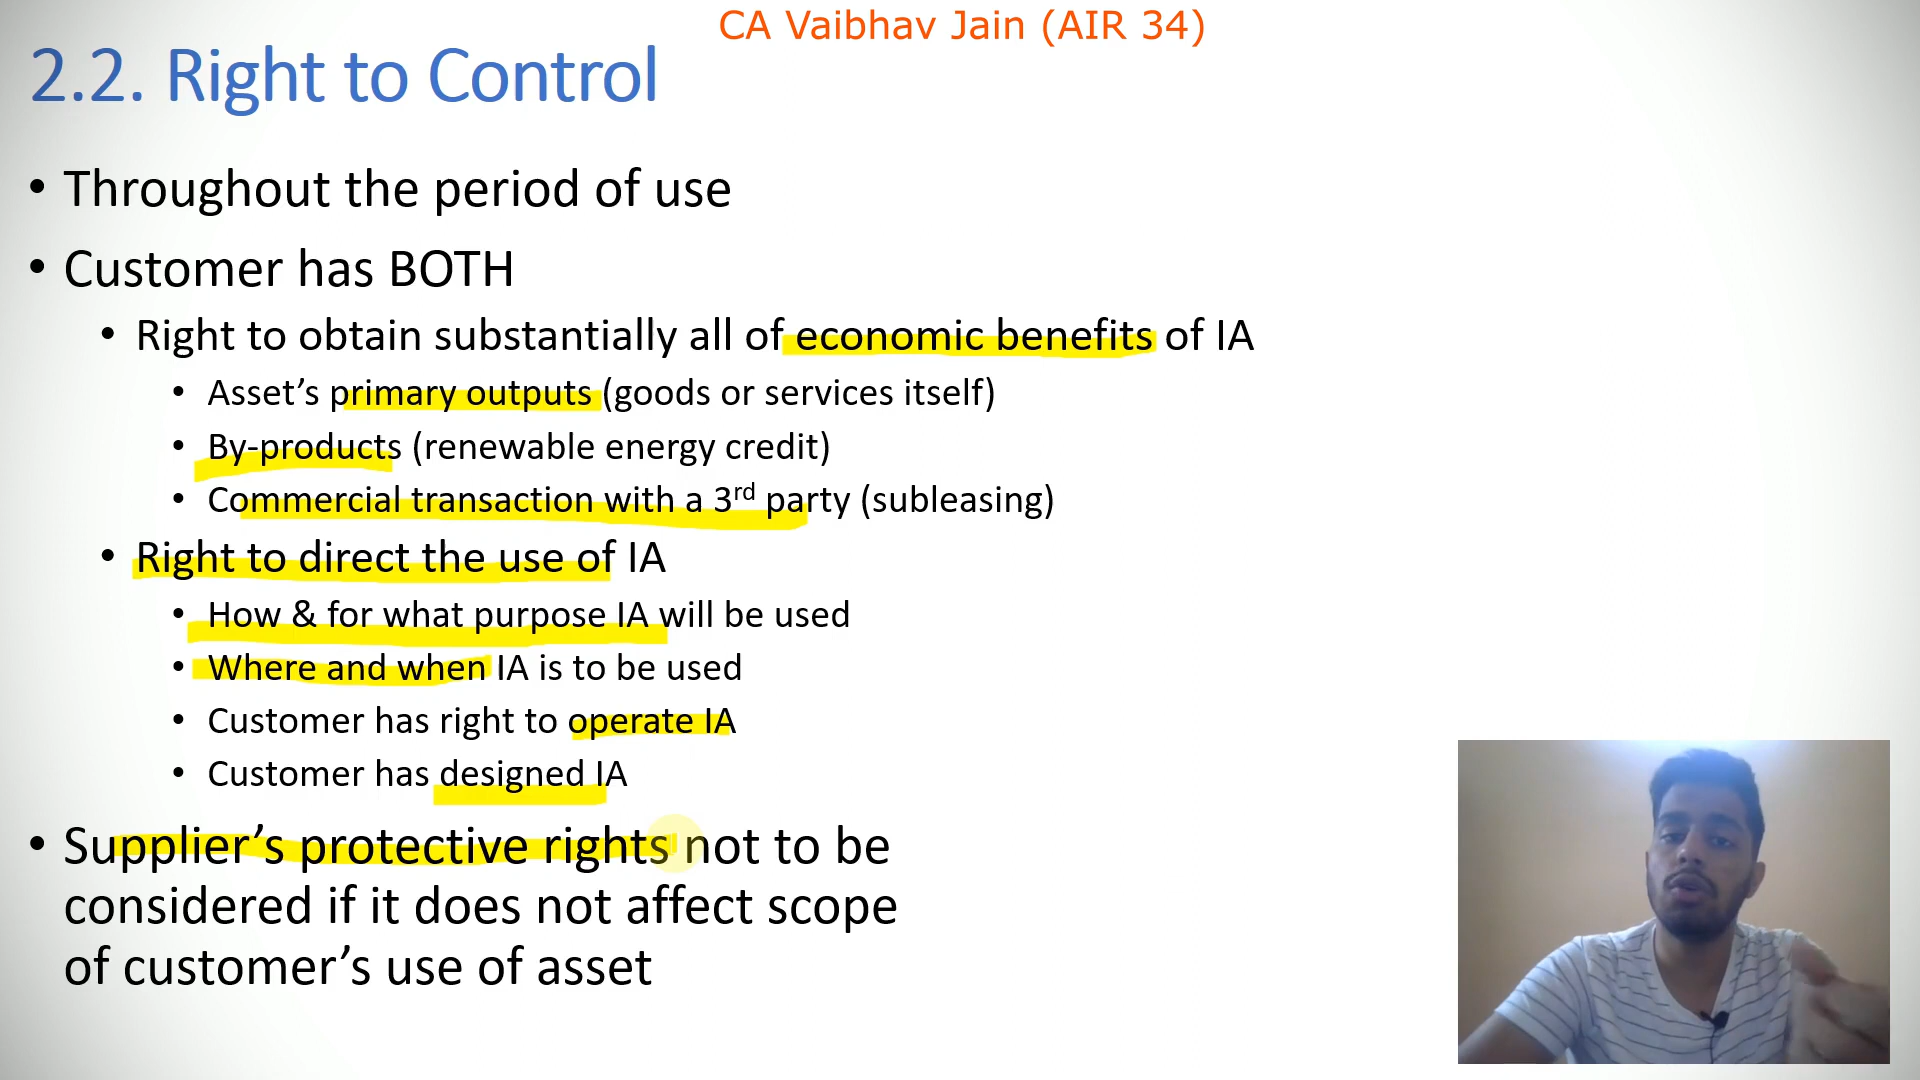 CA Vaibhav Jain (AIR 34)
2.2. Right to Control
• Throughout the period of use
• Customer has BOTH
• Right to obtain substantially all of economic benefits of IA
• Asset’s primary outputs (goods or services itself)
• By-products (renewable energy credit)
• Commercial transaction with a 3rd party (subleasing)
• Right to direct the use of IA
• How & for what purpose IA will be used
• Where and when IA is to be used
• Customer has right to operate IA
• Customer has designed IA
• Supplier’s protective rights not to be
considered if it does not affect scope
of customer’s use of asset